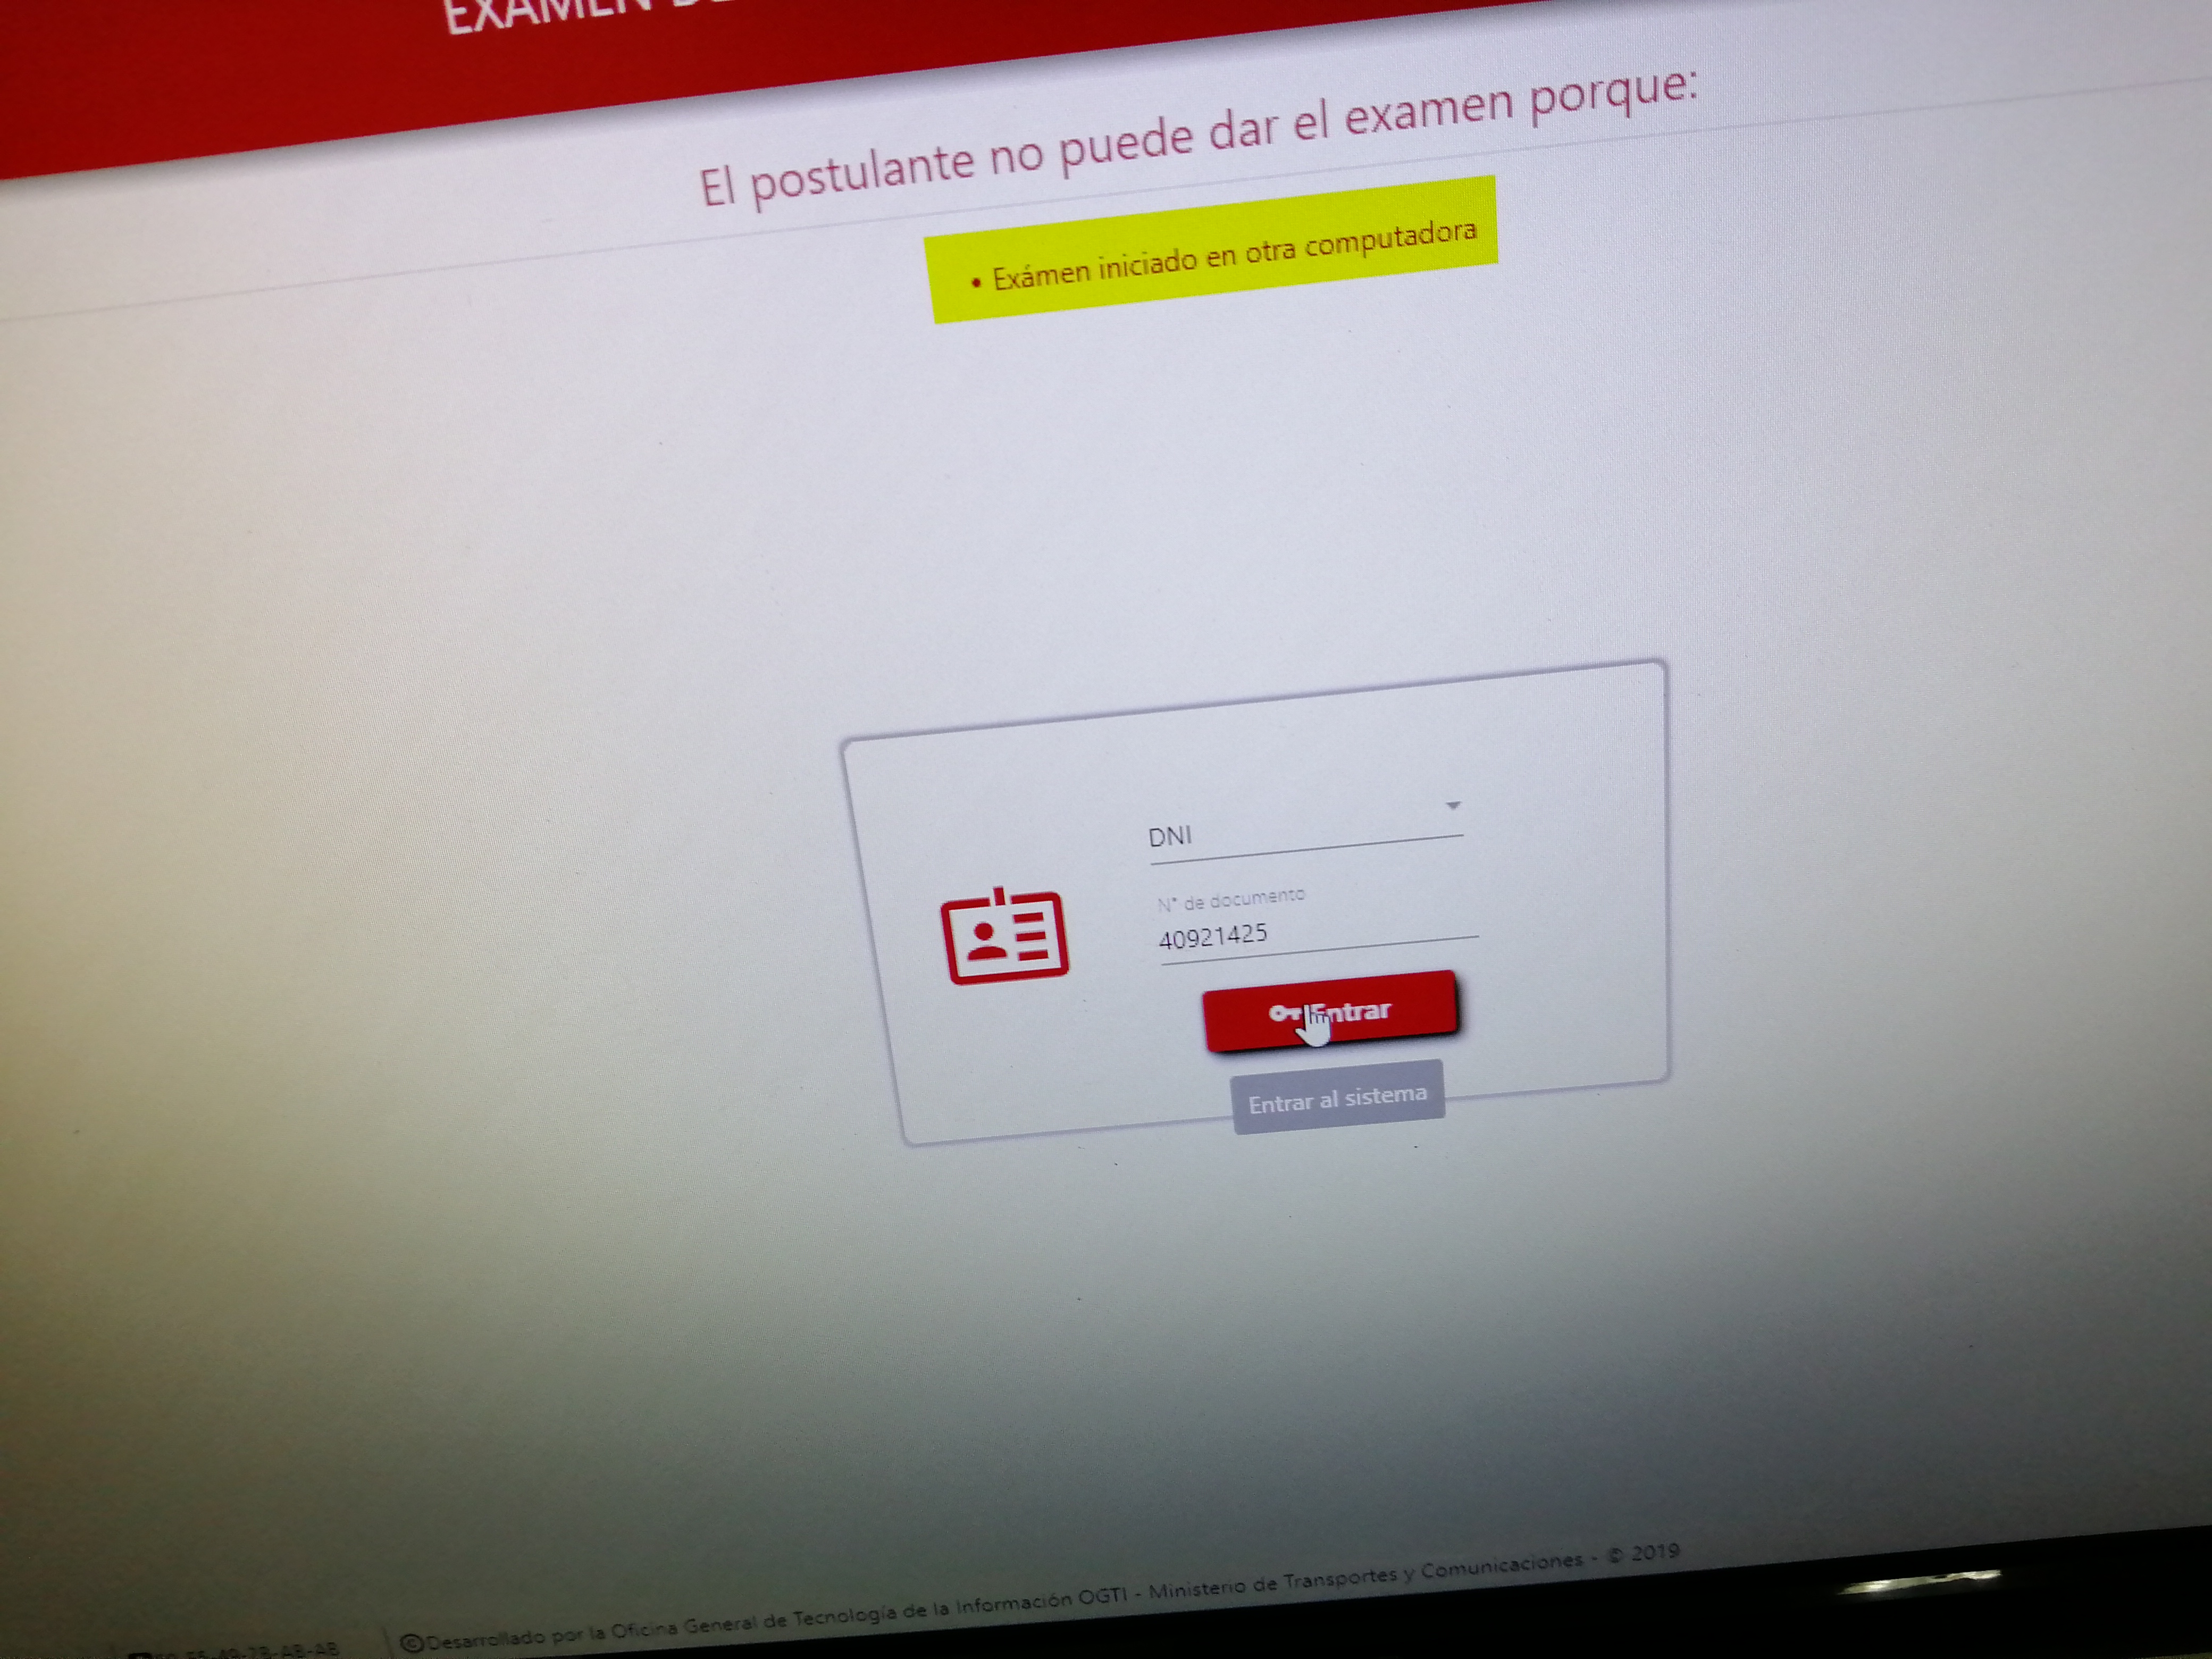 EXAMEN
El postulante no puede dar el examen porque:
• Exámen iniciado en otra computadora
DNI
N° de documento
40921425
Entrar
Entrar al sistema
©Desarrollado por la Oficina General de Tecnología de la Información OGTI - Ministerio de Transportes y Comunicaciones - © 2019